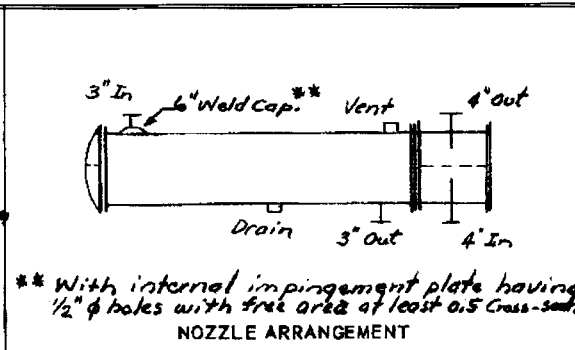 3" In
6" Weld Cap.**
Vent
4" Out
Drain
3" Out
4" In
** With internal impingement plate having
1/2" φ holes with free area at least 0.5 Cross-sect
NOZZLE ARRANGEMENT